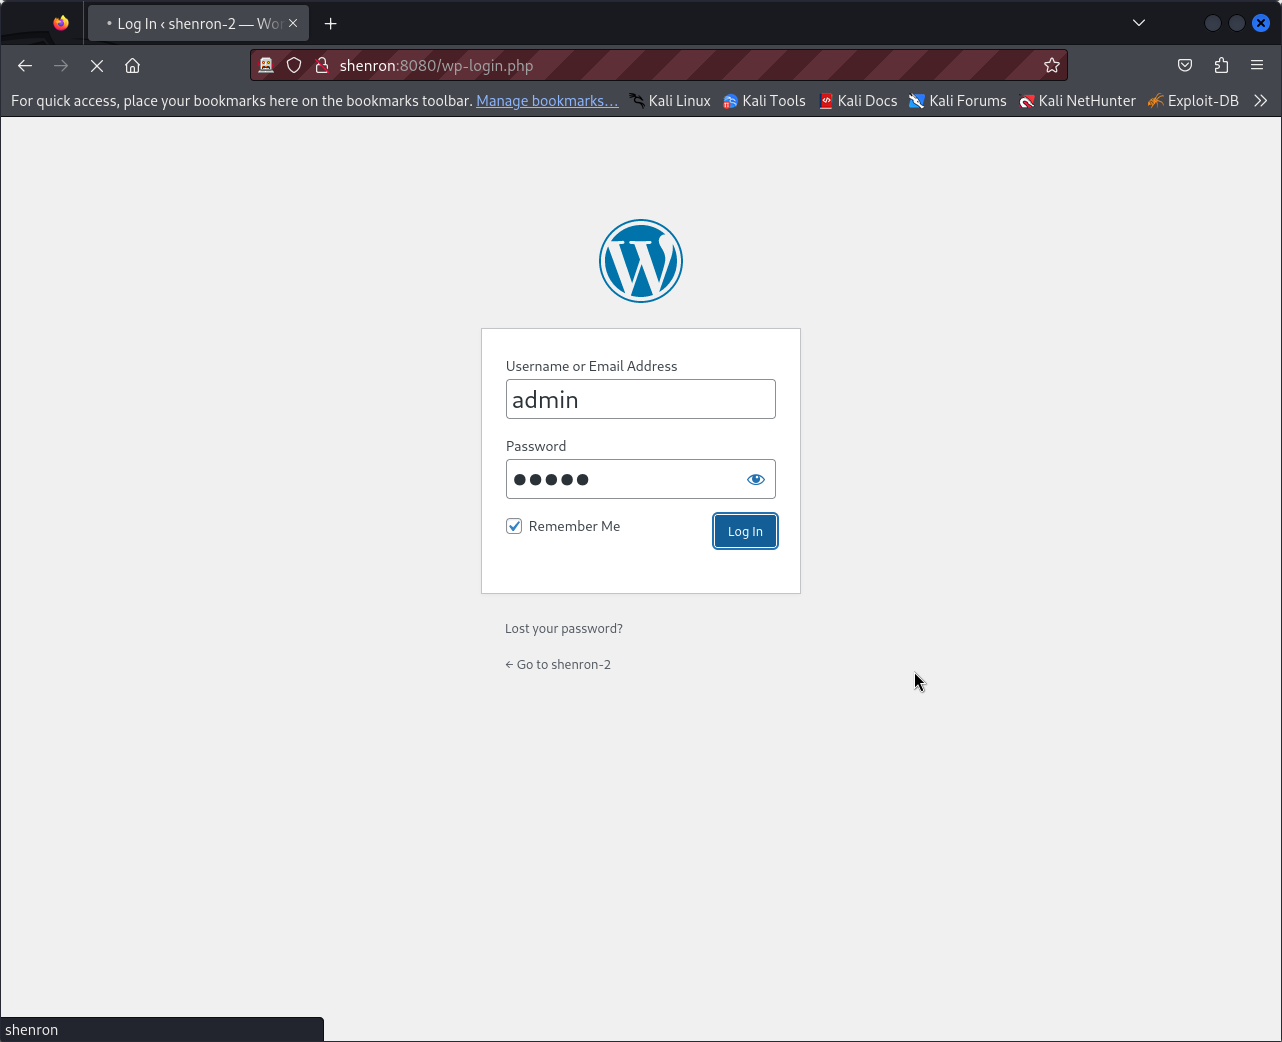 Log In ‹ shenron-2 — Wor
shenron:8080/wp-login.php
For quick access, place your bookmarks here on the bookmarks toolbar. Manage bookmarks… Kali Linux Kali Tools Kali Docs Kali Forums Kali NetHunter Exploit-DB
Username or Email Address
admin
Password
Remember Me Log In
Lost your password?
← Go to shenron-2
shenron